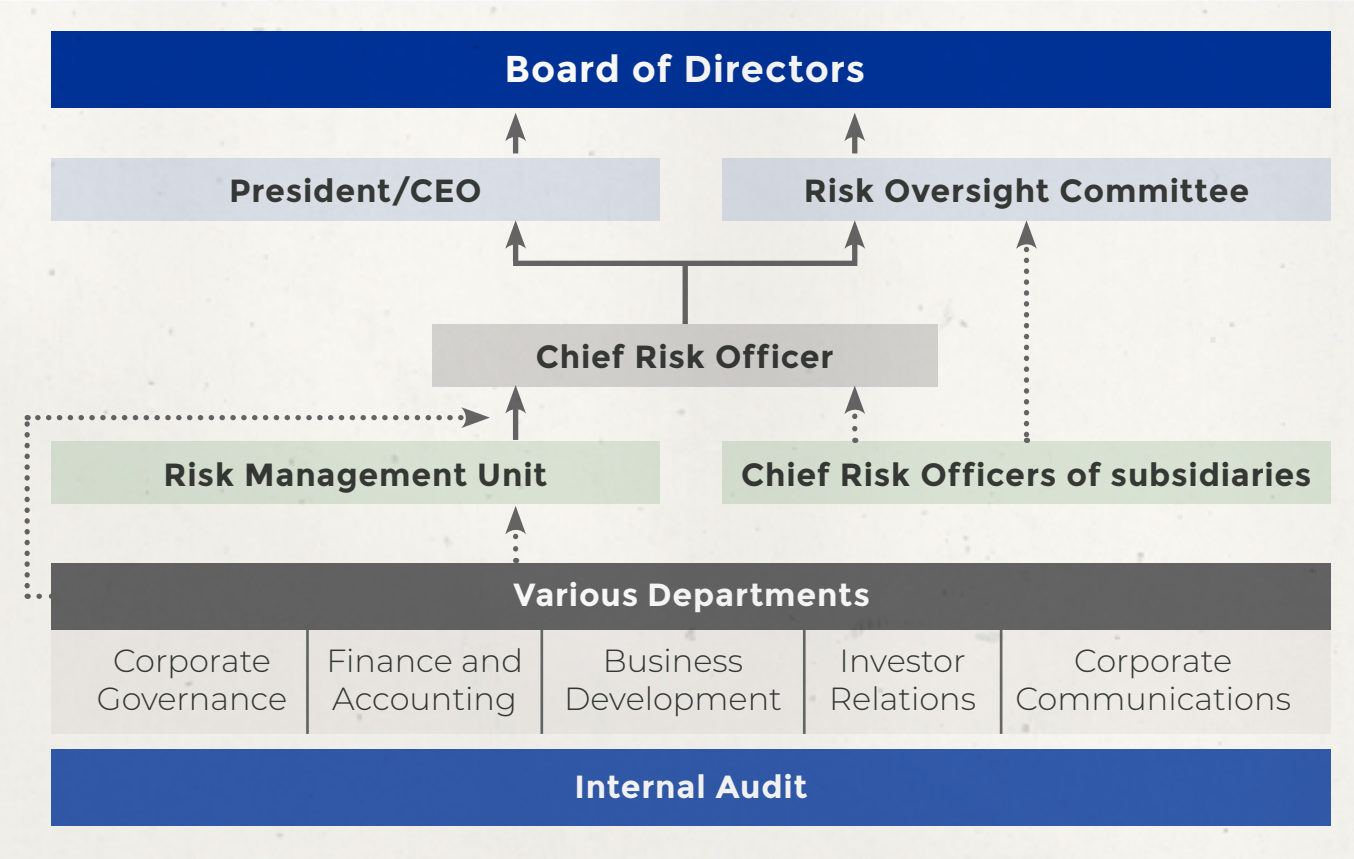 Board of Directors
President/CEO
Risk Oversight Committee
Chief Risk Officer
Risk Management Unit
Chief Risk Officers of subsidiaries
Various Departments
Corporate
Governance
Finance and
Accounting
Business
Development
Investor
Relations
Corporate
Communications
Internal Audit